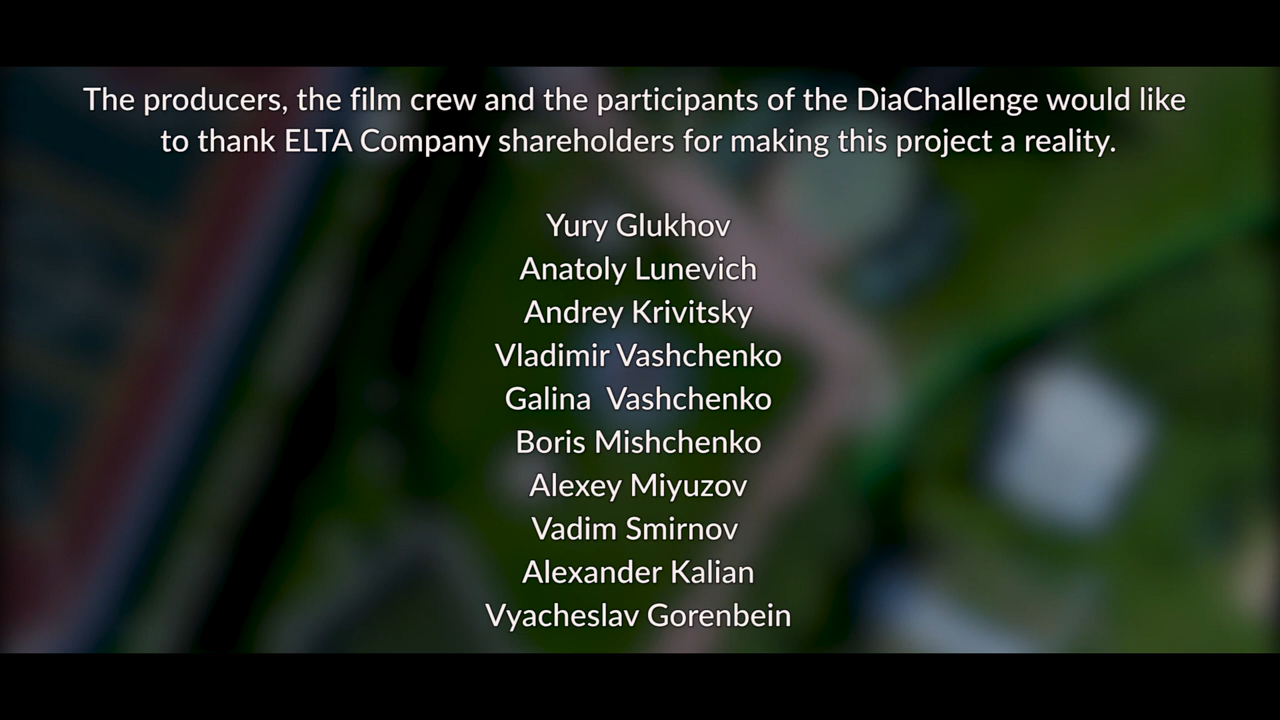 The producers, the film crew and the participants of the DiaChallenge would like
to thank ELTA Company shareholders for making this project a reality.
Yury Glukhov
Anatoly Lunevich
Andrey Krivitsky
Vladimir Vashchenko
Galina  Vashchenko
Boris Mishchenko
Alexey Miyuzov
Vadim Smirnov
Alexander Kalian
Vyacheslav Gorenbein